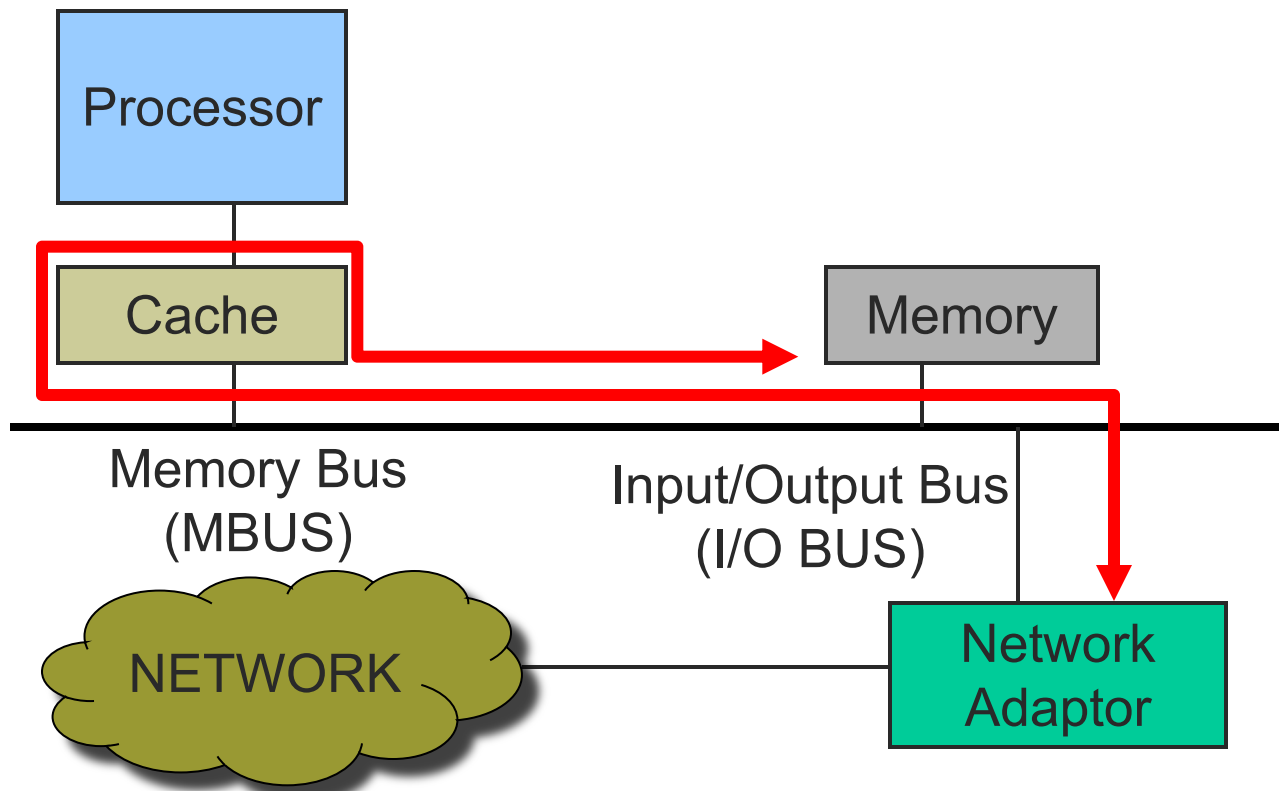 Processor
Cache
Memory
Memory Bus
(MBUS)
Input/Output Bus
(I/O BUS)
NETWORK
Network
Adaptor